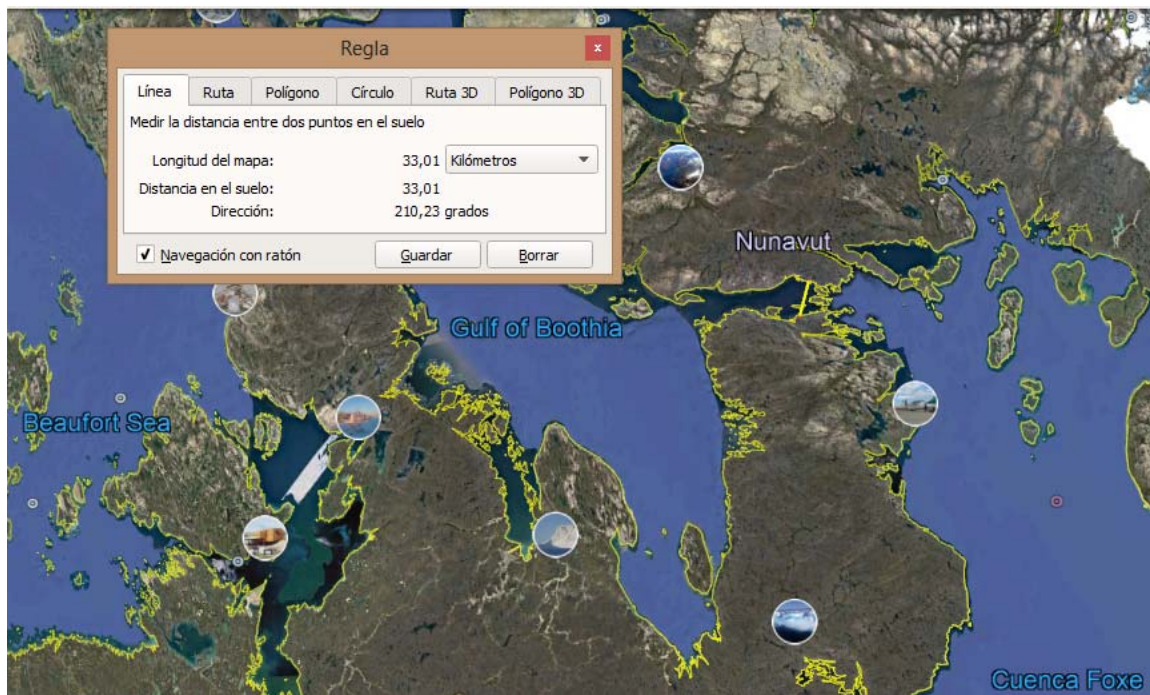 Regla
x
Línea Ruta Polígono Círculo Ruta 3D Polígono 3D
Medir la distancia entre dos puntos en el suelo
Longitud del mapa: 33,01 Kilómetros
Distancia en el suelo: 33,01
Dirección: 210,23 grados
Navegación con ratón Guardar Borrar
Nunavut
Gulf of Boothia
Beaufort Sea
Cuenca Foxe